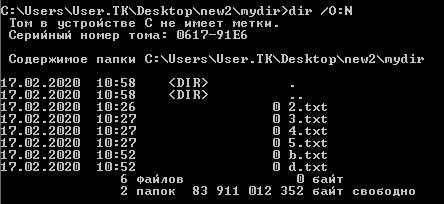 C:\Users\User.TK\Desktop\new2\mydir>dir /O:N
Том в устройстве C не имеет метки.
Серийный номер тома: 0617-91E6
Содержимое папки C:\Users\User.TK\Desktop\new2\mydir
17.02.2020  10:58    <DIR>          .
17.02.2020  10:58    <DIR>          ..
17.02.2020  10:26                 0 2.txt
17.02.2020  10:27                 0 3.txt
17.02.2020  10:27                 0 4.txt
17.02.2020  10:27                 0 5.txt
17.02.2020  10:52                 0 b.txt
17.02.2020  10:52                 0 d.txt
6 файлов              0 байт
2 папок  83 911 012 352 байт свободно